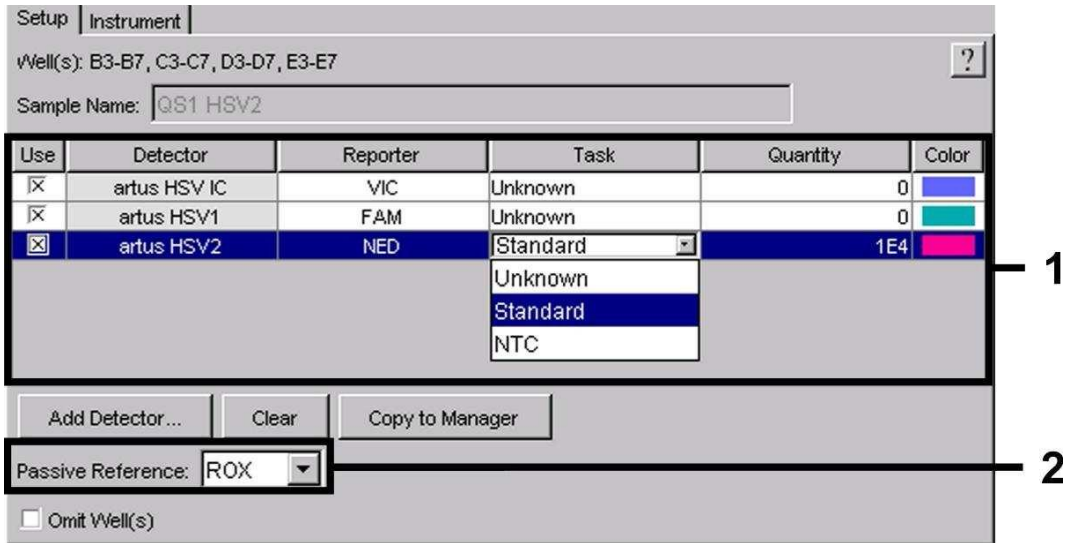 Setup Instrument
Well(s): B3-B7, C3-C7, D3-D7, E3-E7
?
Sample Name: QS1 HSV2
Use Detector Reporter Task Quantity Color
artus HSV IC VIC Unknown 0
artus HSV1 FAM Unknown 0
artus HSV2 NED Standard 1E4
Unknown
Standard
NTC
1
Add Detector... Clear Copy to Manager
Passive Reference: ROX
2
Omit Well(s)